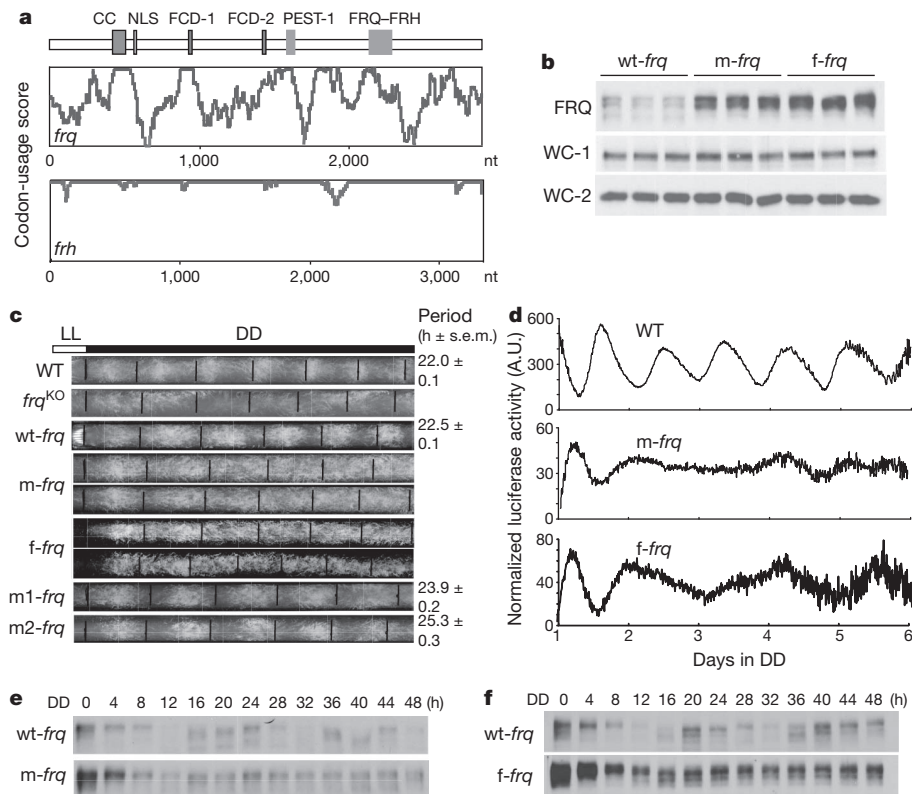 a
CC NLS FCD-1 FCD-2 PEST-1 FRQ–FRH
Codon-usage score
frq
0 1,000 2,000 nt
frh
0 1,000 2,000 3,000 nt
b
wt-frq m-frq f-frq
FRQ
WC-1
WC-2
c
LL DD Period
(h ± s.e.m.)
WT 22.0 ±
0.1
frqKO
wt-frq 22.5 ±
0.1
m-frq
f-frq
m1-frq 23.9 ±
0.2
m2-frq 25.3 ±
0.3
d
Normalized luciferase activity (A.U.)
600 WT
300
0
60 m-frq
30
0
80 f-frq
40
0
1 2 3 4 5 6
Days in DD
e
DD 0 4 8 12 16 20 24 28 32 36 40 44 48 (h)
wt-frq
m-frq
f
DD 0 4 8 12 16 20 24 28 32 36 40 44 48 (h)
wt-frq
f-frq